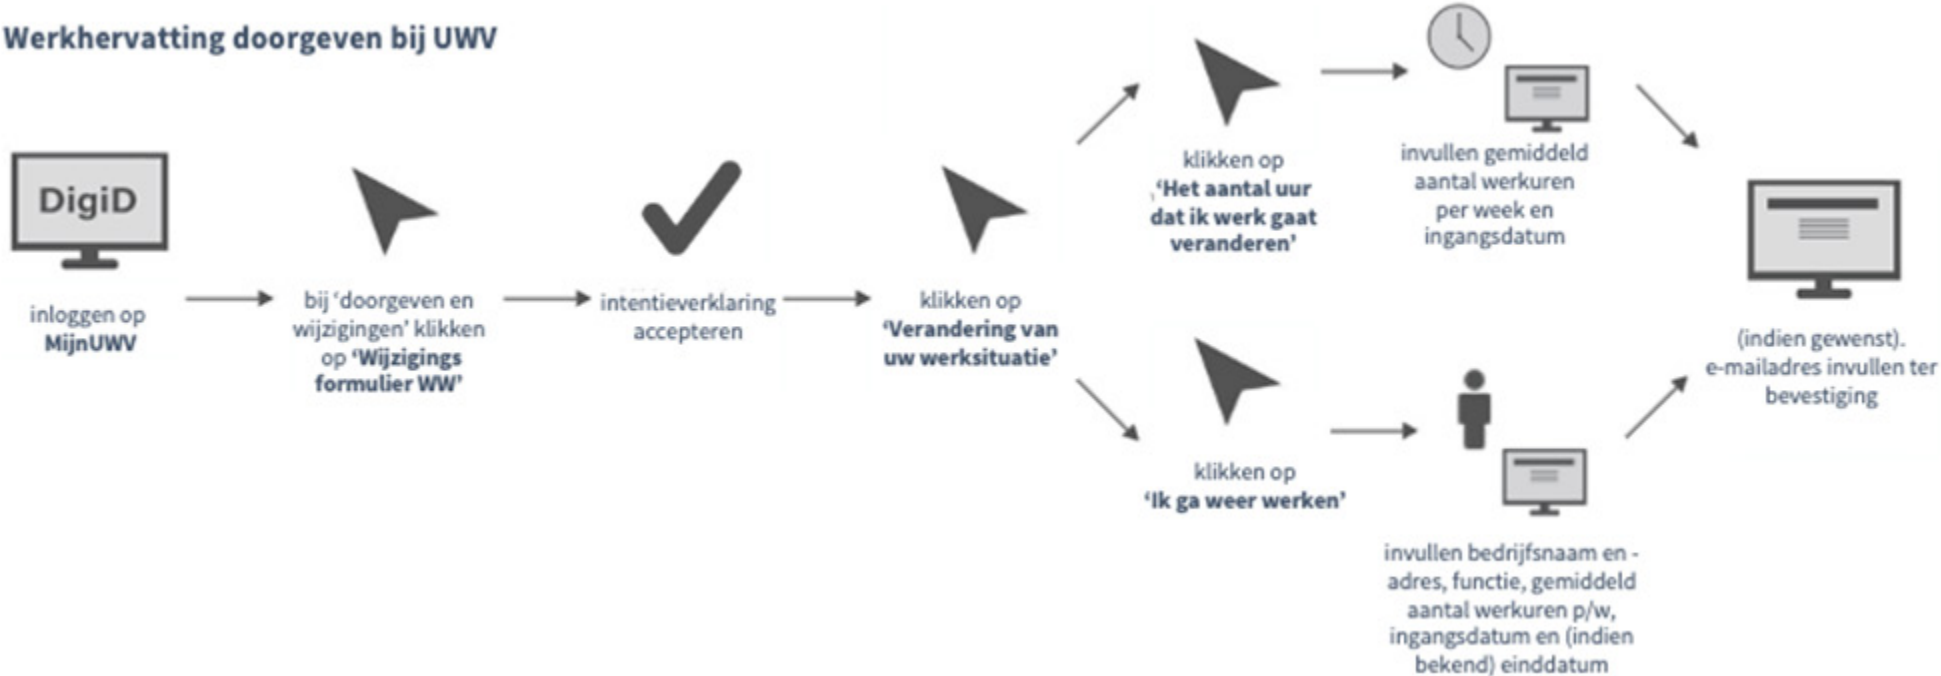 Werkhervatting doorgeven bij UWV
DigiD
inloggen op
MijnUWV
bij ‘doorgeven en
wijzigingen’ klikken
op ‘Wijzigings
formulier WW’
intentieverklaring
accepteren
klikken op
‘Verandering van
uw werksituatie’
klikken op
‘Het aantal uur
dat ik werk gaat
veranderen’
invullen gemiddeld
aantal werkuren
per week en
ingangsdatum
klikken op
‘Ik ga weer werken’
invullen bedrijfsnaam en -
adres, functie, gemiddeld
aantal werkuren p/w,
ingangsdatum en (indien
bekend) einddatum
(indien gewenst).
e-mailadres invullen ter
bevestiging